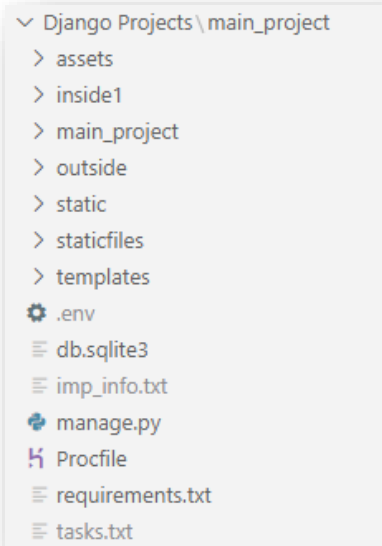 Django Projects\main_project
assets
inside1
main_project
outside
static
staticfiles
templates
.env
db.sqlite3
imp_info.txt
manage.py
Procfile
requirements.txt
tasks.txt